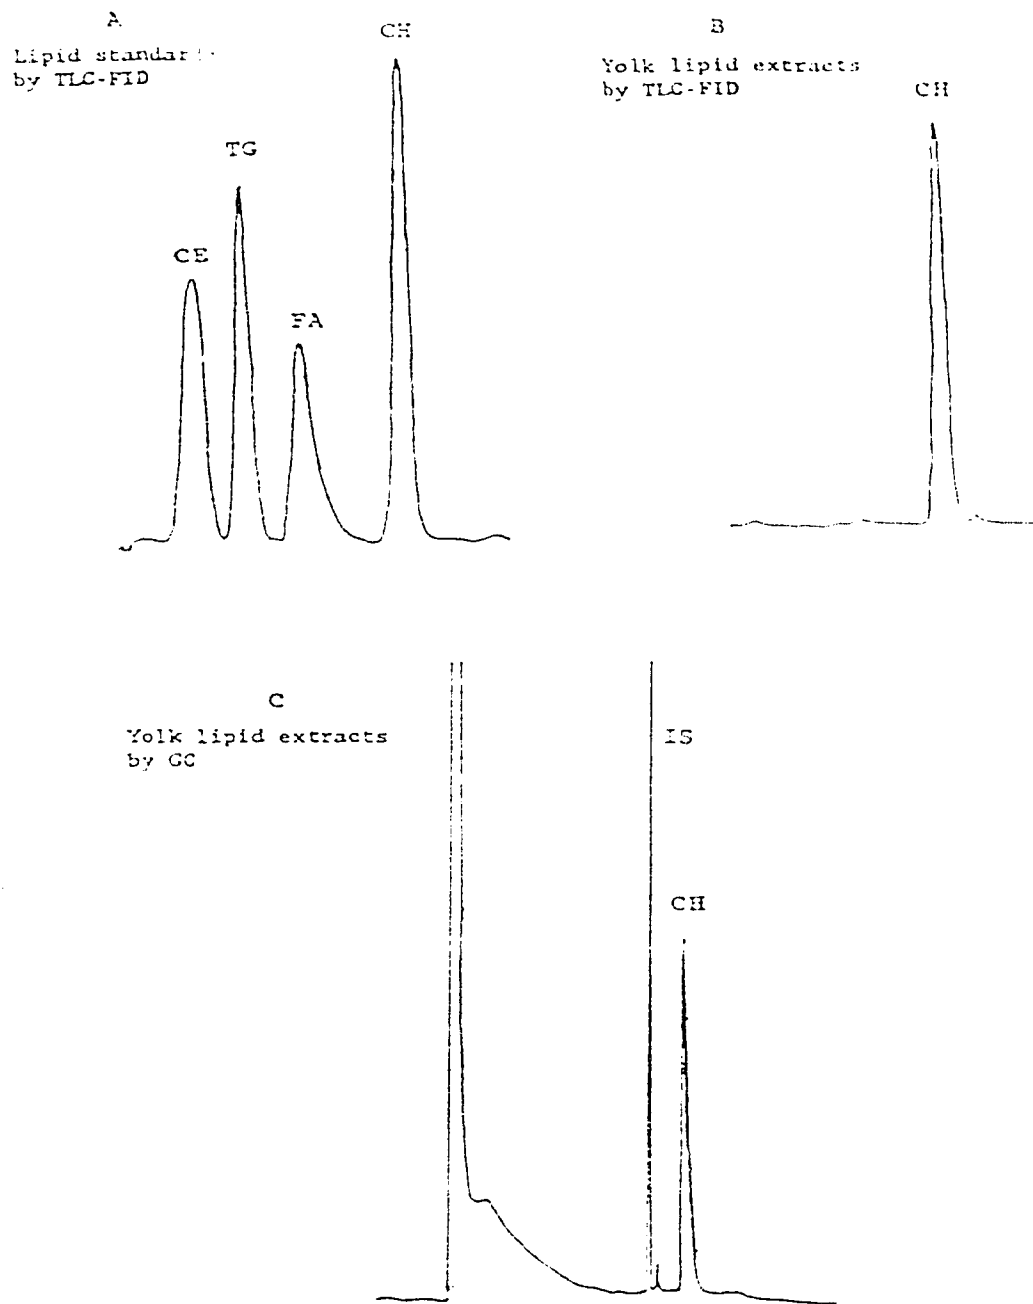 A
Lipid
by TLC-FID
CE
TG
FA
CH
B
Yolk lipid extracts
by TLC-FID
CH
C
Yolk lipid extracts
by GC
IS
CH